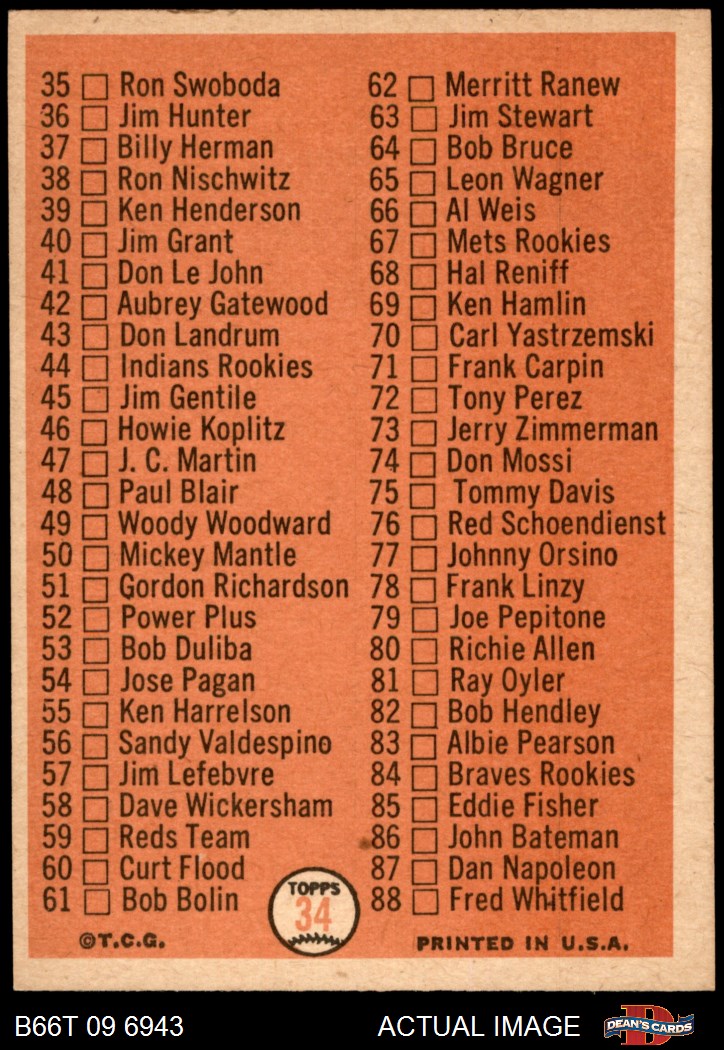 35 Ron Swoboda
36 Jim Hunter
37 Billy Herman
38 Ron Nischwitz
39 Ken Henderson
40 Jim Grant
41 Don Le John
42 Aubrey Gatewood
43 Don Landrum
44 Indians Rookies
45 Jim Gentile
46 Howie Koplitz
47 J. C. Martin
48 Paul Blair
49 Woody Woodward
50 Mickey Mantle
51 Gordon Richardson
52 Power Plus
53 Bob Duliba
54 Jose Pagan
55 Ken Harrelson
56 Sandy Valdespino
57 Jim Lefebvre
58 Dave Wickersham
59 Reds Team
60 Curt Flood
61 Bob Bolin
62 Merritt Ranew
63 Jim Stewart
64 Bob Bruce
65 Leon Wagner
66 Al Weis
67 Mets Rookies
68 Hal Reniff
69 Ken Hamlin
70 Carl Yastrzemski
71 Frank Carpin
72 Tony Perez
73 Jerry Zimmerman
74 Don Mossi
75 Tommy Davis
76 Red Schoendienst
77 Johnny Orsino
78 Frank Linzy
79 Joe Pepitone
80 Richie Allen
81 Ray Oyler
82 Bob Hendley
83 Albie Pearson
84 Braves Rookies
85 Eddie Fisher
86 John Bateman
87 Dan Napoleon
88 Fred Whitfield
TOPPS
34
©T.C.G.
PRINTED IN U.S.A.
B66T 09 6943
ACTUAL IMAGE
D
DEAN'S CARDS